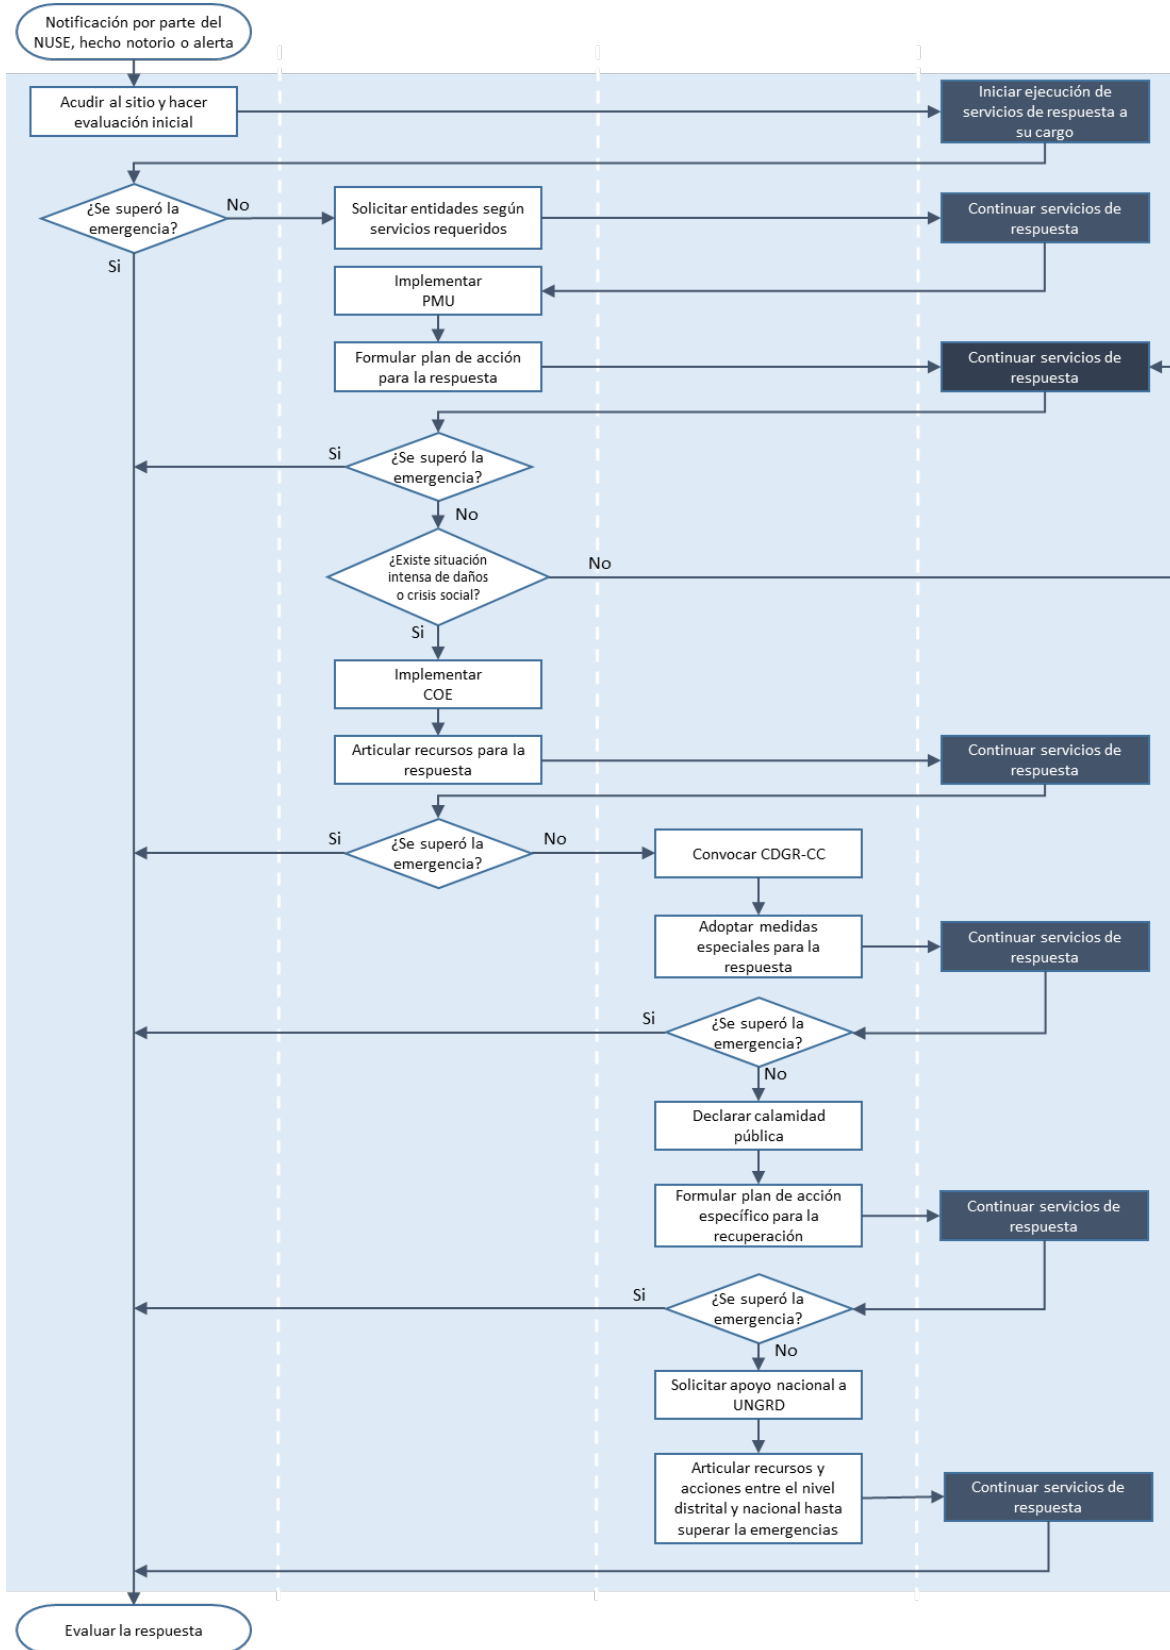 Notificación por parte del
NUSE, hecho notorio o alerta
Acudir al sitio y hacer
evaluación inicial
Iniciar ejecución de
servicios de respuesta a
su cargo
¿Se superó la
emergencia?
No
Si
Solicitar entidades según
servicios requeridos
Continuar servicios de
respuesta
Implementar
PMU
Formular plan de acción
para la respuesta
Continuar servicios de
respuesta
Si
¿Se superó la
emergencia?
No
¿Existe situación
intensa de daños
o crisis social?
No
Si
Implementar
COE
Articular recursos para la
respuesta
Continuar servicios de
respuesta
Si
¿Se superó la
emergencia?
No
Convocar CDGR-CC
Adoptar medidas
especiales para la
respuesta
Continuar servicios de
respuesta
Si
¿Se superó la
emergencia?
No
Declarar calamidad
pública
Formular plan de acción
específico para la
recuperación
Continuar servicios de
respuesta
Si
¿Se superó la
emergencia?
No
Solicitar apoyo nacional a
UNGRD
Articular recursos y
acciones entre el nivel
distrital y nacional hasta
superar la emergencias
Continuar servicios de
respuesta
Evaluar la respuesta